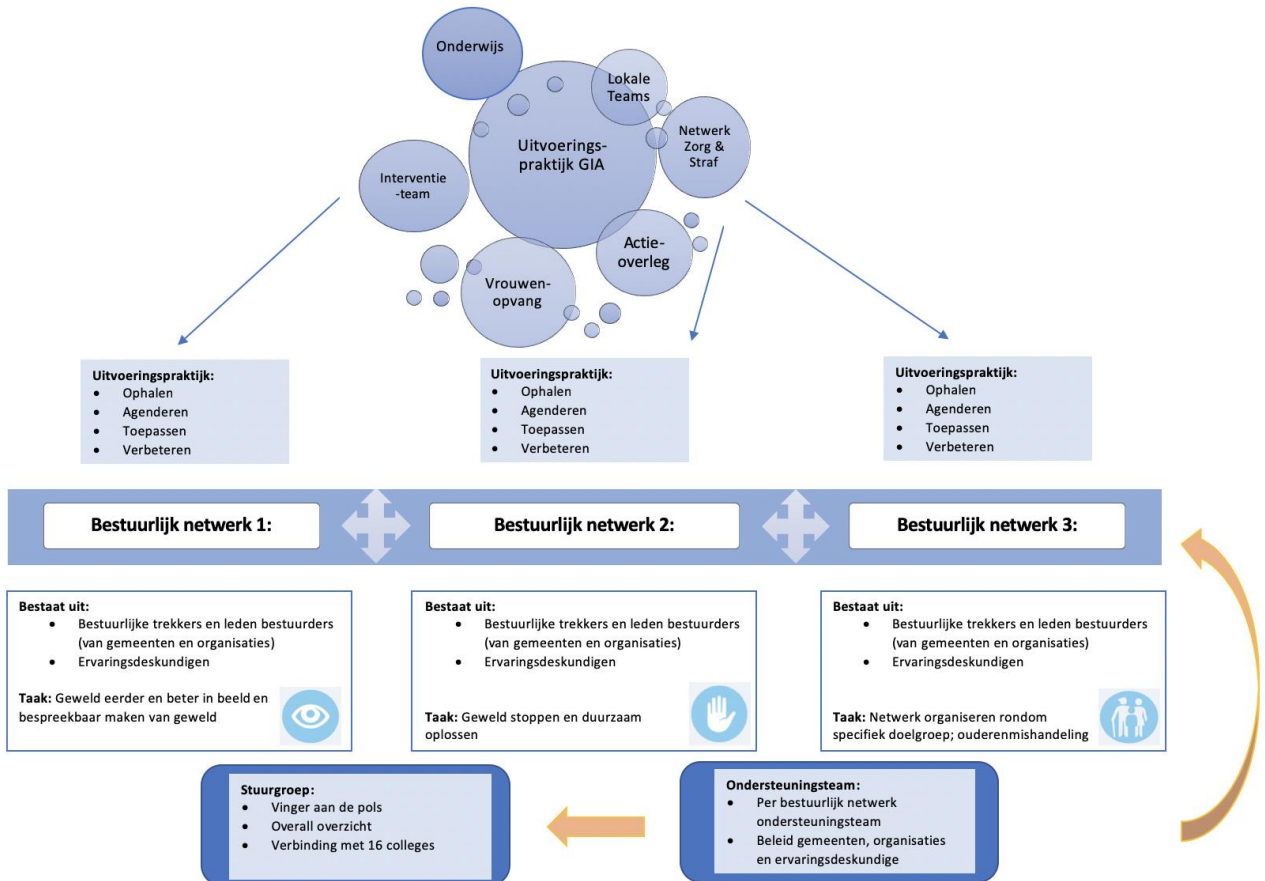 Onderwijs
Lokale
Teams
Uitvoerings-
praktijk GIA
Netwerk
Zorg &
Straf
Interventie
-team
Actie-
overleg
Vrouwen-
opvang
Uitvoeringspraktijk:
• Ophalen
• Agenderen
• Toepassen
• Verbeteren
Uitvoeringspraktijk:
• Ophalen
• Agenderen
• Toepassen
• Verbeteren
Uitvoeringspraktijk:
• Ophalen
• Agenderen
• Toepassen
• Verbeteren
Bestuurlijk netwerk 1:
Bestuurlijk netwerk 2:
Bestuurlijk netwerk 3:
Bestaat uit:
• Bestuurlijke trekkers en leden bestuurders
(van gemeenten en organisaties)
• Ervaringsdeskundigen
Taak: Geweld eerder en beter in beeld en
bespreekbaar maken van geweld
Bestaat uit:
• Bestuurlijke trekkers en leden bestuurders
(van gemeenten en organisaties)
• Ervaringsdeskundigen
Taak: Geweld stoppen en duurzaam
oplossen
Bestaat uit:
• Bestuurlijke trekkers en leden bestuurders
(van gemeenten en organisaties)
• Ervaringsdeskundigen
Taak: Netwerk organiseren rondom
specifiek doelgroep; ouderenmishandeling
Stuurgroep:
• Vinger aan de pols
• Overall overzicht
• Verbinding met 16 colleges
Ondersteuningsteam:
• Per bestuurlijk netwerk
ondersteuningsteam
• Beleid gemeenten, organisaties
en ervaringsdeskundige